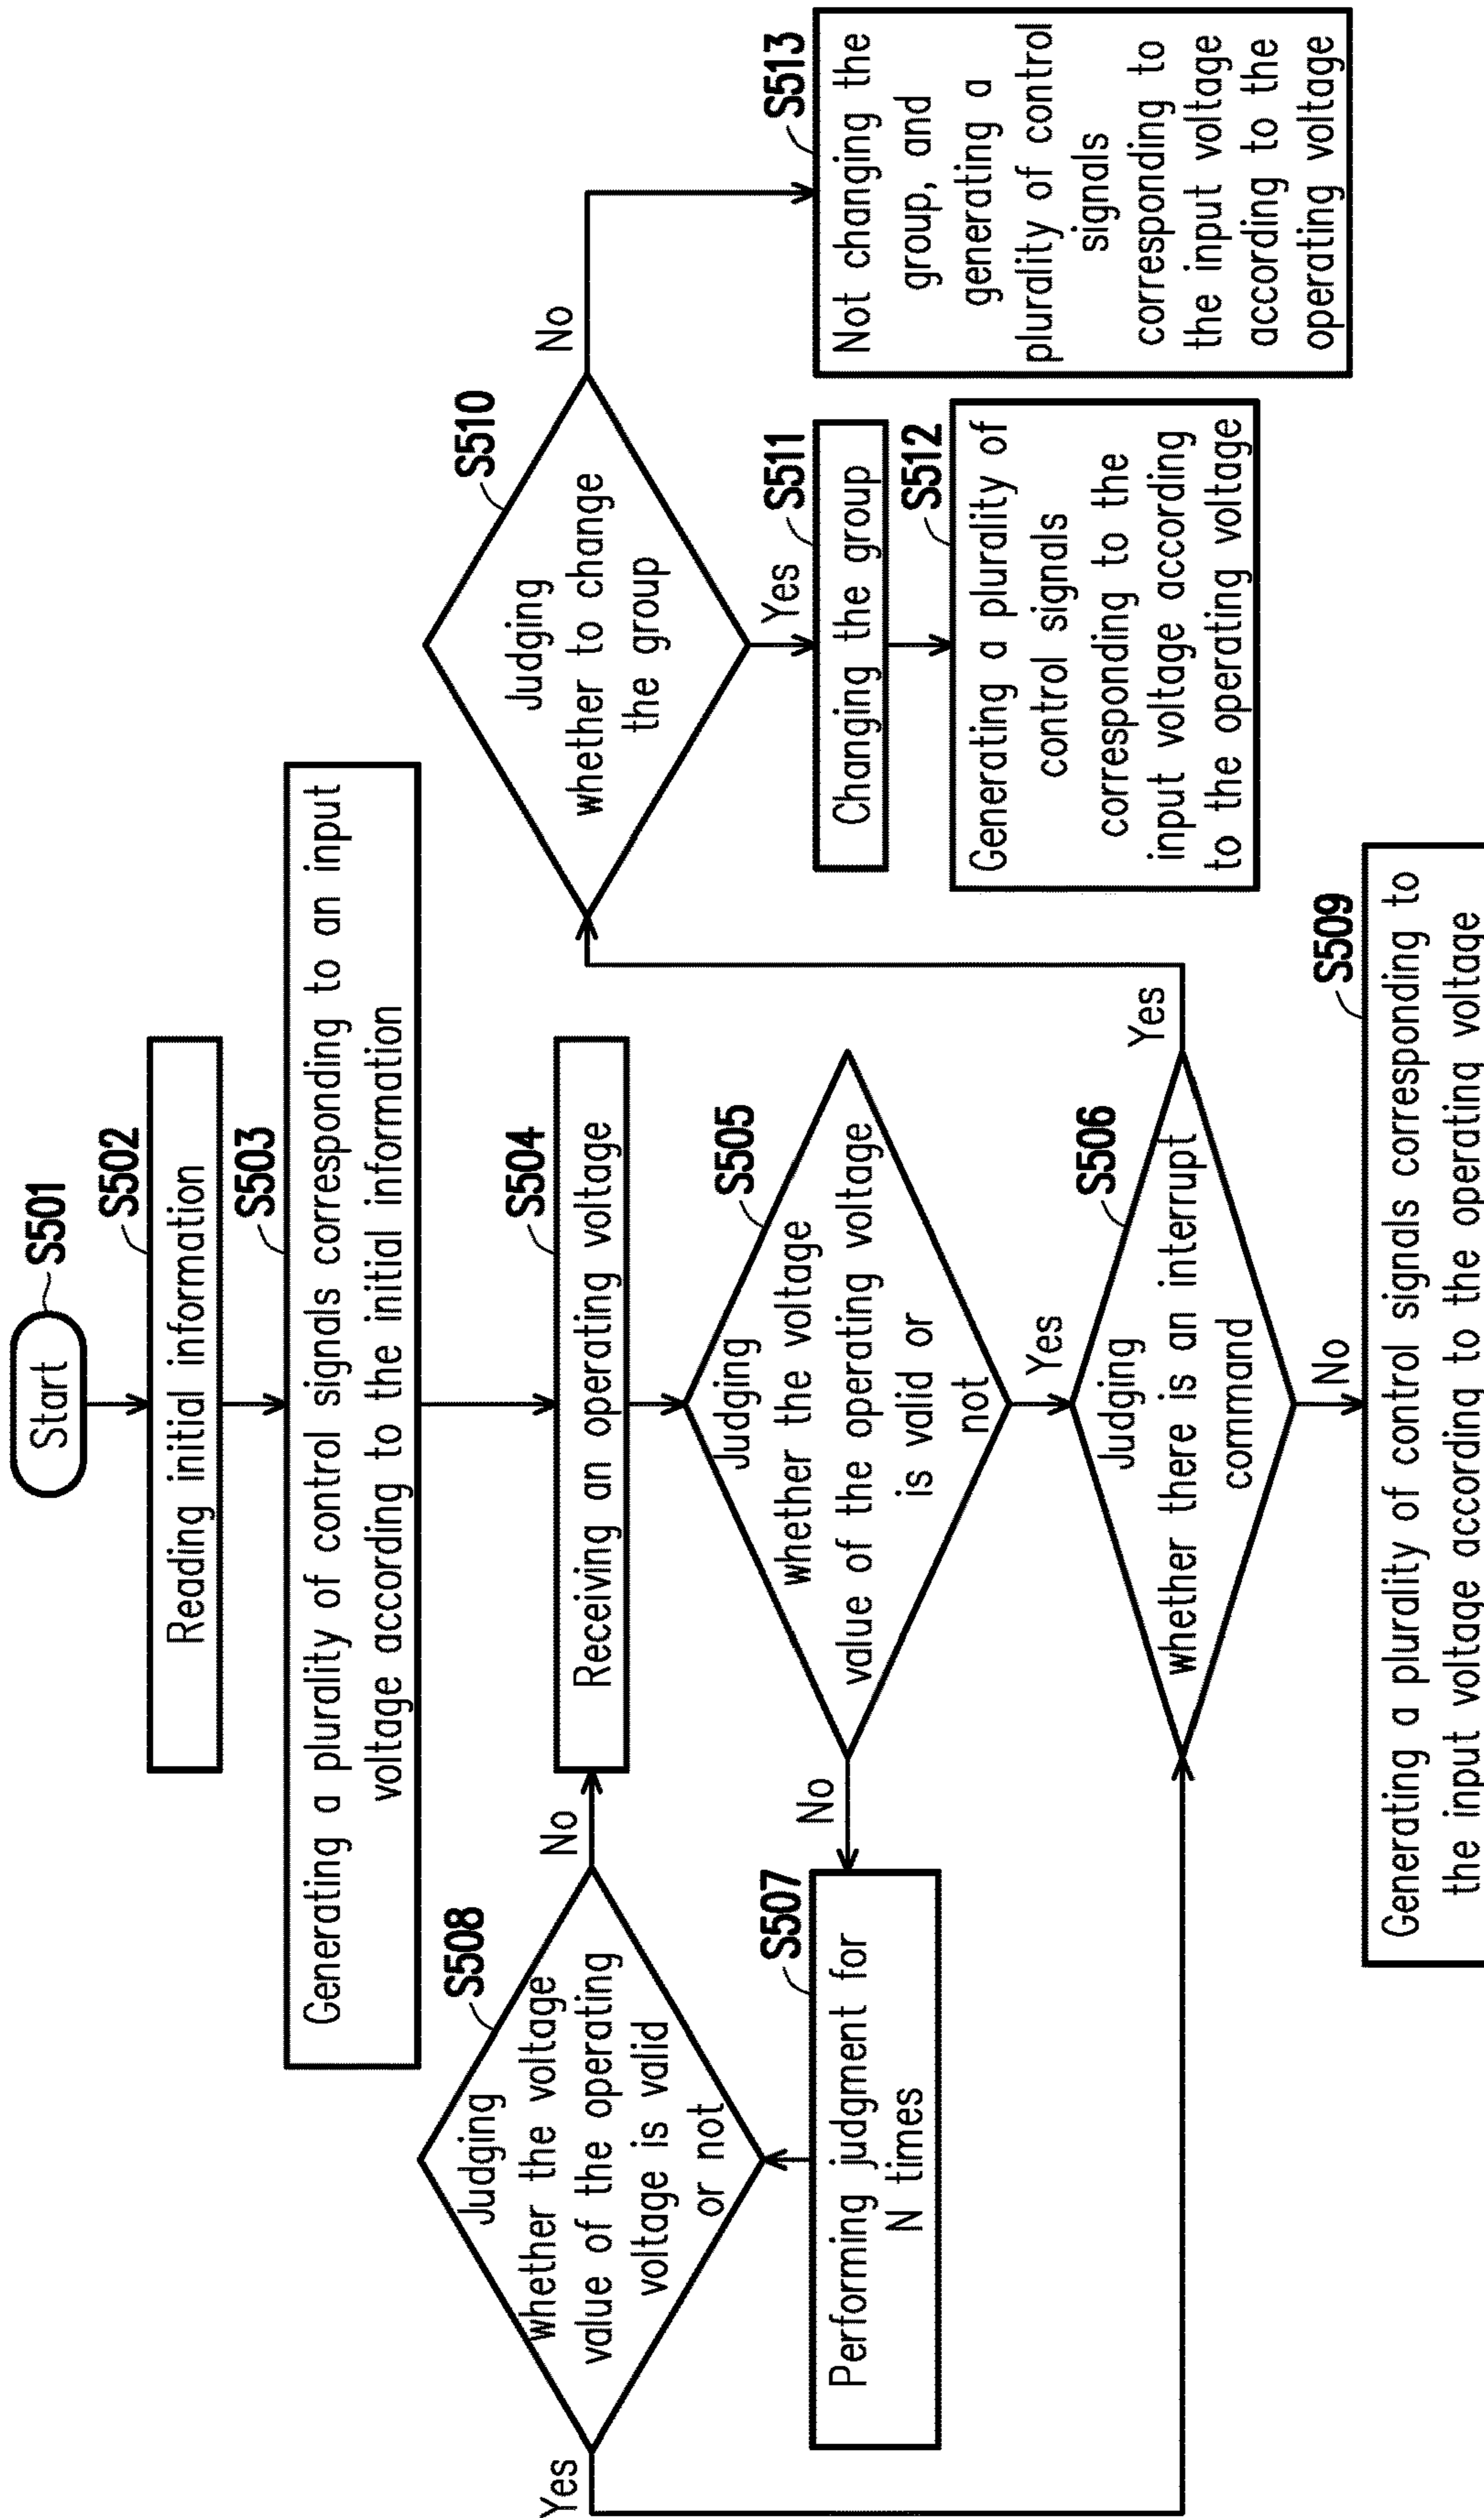 Start
S501
S502
Reading initial information
S503
Generating a plurality of control signals corresponding to an input
voltage according to the initial information
S504
Receiving an operating voltage
S505
Judging
whether the voltage
value of the operating voltage
is valid or
not
Yes
No
S506
Judging
whether there is an interrupt
command
Yes
No
S507
Performing judgment for
N times
S508
Judging
whether the voltage
value of the operating
voltage is valid
or not
Yes
No
S509
Generating a plurality of control signals corresponding to
the input voltage according to the operating voltage
S510
Judging
whether to change
the group
Yes
No
S511
Changing the group
S512
Generating a plurality of
control signals
corresponding to the
input voltage according
to the operating voltage
S513
Not changing the
group, and
generating a
plurality of control
signals
corresponding to
the input voltage
according to the
operating voltage